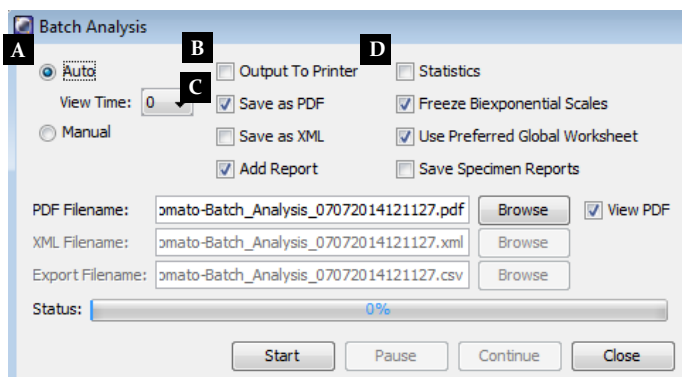 Batch Analysis
A
B
D
Auto
Output To Printer
Statistics
C
View Time: 0
Save as PDF
Freeze Biexponential Scales
Manual
Save as XML
Use Preferred Global Worksheet
Add Report
Save Specimen Reports
PDF Filename: omato-Batch_Analysis_07072014121127.pdf Browse View PDF
XML Filename: omato-Batch_Analysis_07072014121127.xml Browse
Export Filename: omato-Batch_Analysis_07072014121127.csv Browse
Status: 0%
Start Pause Continue Close